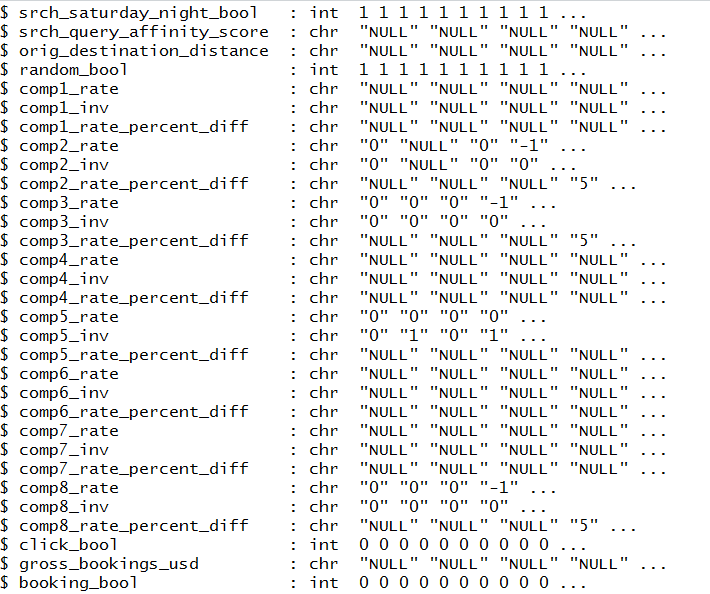 $ srch_saturday_night_bool   : int  1 1 1 1 1 1 1 1 1 1 ...
$ srch_query_affinity_score  : chr  "NULL" "NULL" "NULL" "NULL" ...
$ orig_destination_distance  : chr  "NULL" "NULL" "NULL" "NULL" ...
$ random_bool                : int  1 1 1 1 1 1 1 1 1 1 ...
$ comp1_rate                 : chr  "NULL" "NULL" "NULL" "NULL" ...
$ comp1_inv                  : chr  "NULL" "NULL" "NULL" "NULL" ...
$ comp1_rate_percent_diff    : chr  "NULL" "NULL" "NULL" "NULL" ...
$ comp2_rate                 : chr  "0" "NULL" "0" "-1" ...
$ comp2_inv                  : chr  "0" "NULL" "0" "0" ...
$ comp2_rate_percent_diff    : chr  "NULL" "NULL" "NULL" "5" ...
$ comp3_rate                 : chr  "0" "0" "0" "-1" ...
$ comp3_inv                  : chr  "0" "0" "0" "0" ...
$ comp3_rate_percent_diff    : chr  "NULL" "NULL" "NULL" "5" ...
$ comp4_rate                 : chr  "NULL" "NULL" "NULL" "NULL" ...
$ comp4_inv                  : chr  "NULL" "NULL" "NULL" "NULL" ...
$ comp4_rate_percent_diff    : chr  "NULL" "NULL" "NULL" "NULL" ...
$ comp5_rate                 : chr  "0" "0" "0" "0" ...
$ comp5_inv                  : chr  "0" "1" "0" "1" ...
$ comp5_rate_percent_diff    : chr  "NULL" "NULL" "NULL" "NULL" ...
$ comp6_rate                 : chr  "NULL" "NULL" "NULL" "NULL" ...
$ comp6_inv                  : chr  "NULL" "NULL" "NULL" "NULL" ...
$ comp6_rate_percent_diff    : chr  "NULL" "NULL" "NULL" "NULL" ...
$ comp7_rate                 : chr  "NULL" "NULL" "NULL" "NULL" ...
$ comp7_inv                  : chr  "NULL" "NULL" "NULL" "NULL" ...
$ comp7_rate_percent_diff    : chr  "NULL" "NULL" "NULL" "NULL" ...
$ comp8_rate                 : chr  "0" "0" "0" "-1" ...
$ comp8_inv                  : chr  "0" "0" "0" "0" ...
$ comp8_rate_percent_diff    : chr  "NULL" "NULL" "NULL" "5" ...
$ click_bool                 : int  0 0 0 0 0 0 0 0 0 0 ...
$ gross_bookings_usd         : chr  "NULL" "NULL" "NULL" "NULL" ...
$ booking_bool               : int  0 0 0 0 0 0 0 0 0 0 ...